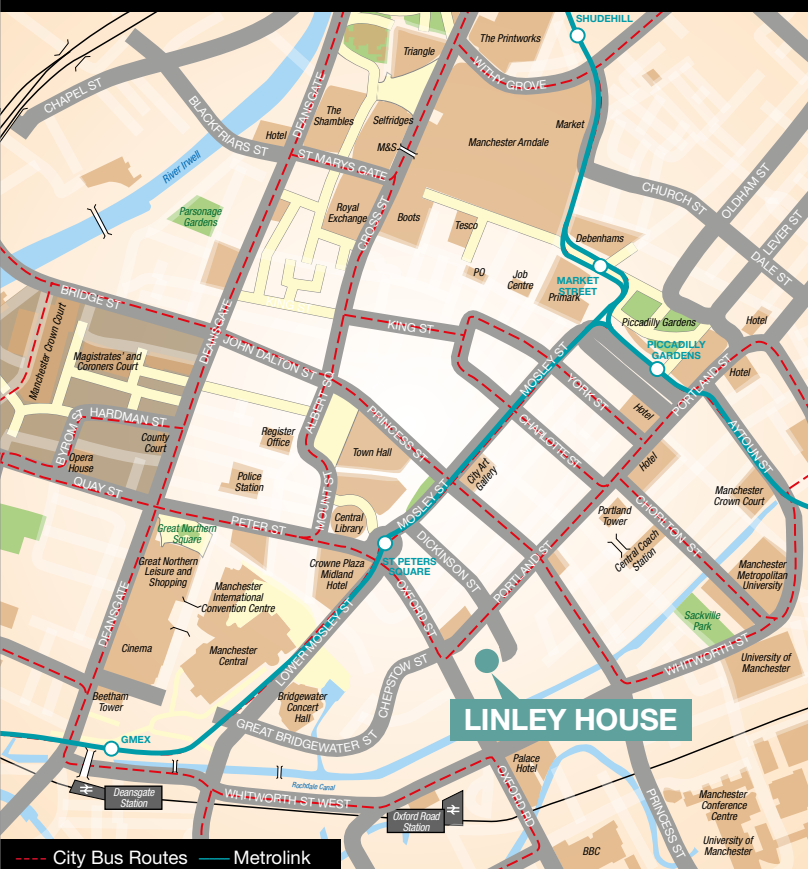 SHUDEHILL
Triangle
The Printworks
WITHY GROVE
CHAPEL ST
DEANSGATE
BLACKFRIARS ST
The
Shambles
Selfridges
Hotel
M&S
Market
Manchester Arndale
ST MARYS GATE
River Irwell
CHURCH ST
OLDHAM ST
LEVER ST
DALE ST
Parsonage
Gardens
Royal
Exchange
CROSS ST
Boots
Tesco
Debenhams
PO
Job
Centre
MARKET
STREET
Primark
BRIDGE ST
Manchester Crown Court
DEANSGATE
KING ST
Piccadilly Gardens
Hotel
PICCADILLY
GARDENS
Magistrates' and
Coroners Court
JOHN DALTON ST
MOSLEY ST
YORK ST
PORTLAND ST
Hotel
ALBERT SQ
PRINCESS ST
Hotel
HARDMAN ST
BYROM ST
County
Court
Register
Office
Town Hall
CHARLOTTE ST
AYTOUN ST
Opera
House
Hotel
City Art
Gallery
QUAY ST
Police
Station
MOUNT ST
MOSLEY ST
Manchester
Crown Court
Great Northern
Square
PETER ST
Central
Library
Portland
Tower
CHORLTON ST
Central Coach
Station
DICKINSON ST
ST PETERS
SQUARE
Great Northern
Leisure and
Shopping
Crowne Plaza
Midland
Hotel
PORTLAND ST
Manchester
Metropolitan
University
Manchester
International
Convention Centre
OXFORD ST
DEANSGATE
Sackville
Park
Cinema
Manchester
Central
LOWER MOSLEY ST
WHITWORTH ST
University of
Manchester
CHEPSTOW ST
Beetham
Tower
Bridgewater
Concert
Hall
LINLEY HOUSE
GMEX
GREAT BRIDGEWATER ST
Palace
Hotel
Rochdale Canal
Deansgate
Station
WHITWORTH ST WEST
OXFORD RD
Oxford Road
Station
PRINCESS ST
Manchester
Conference
Centre
University of
Manchester
BBC
City Bus Routes
Metrolink